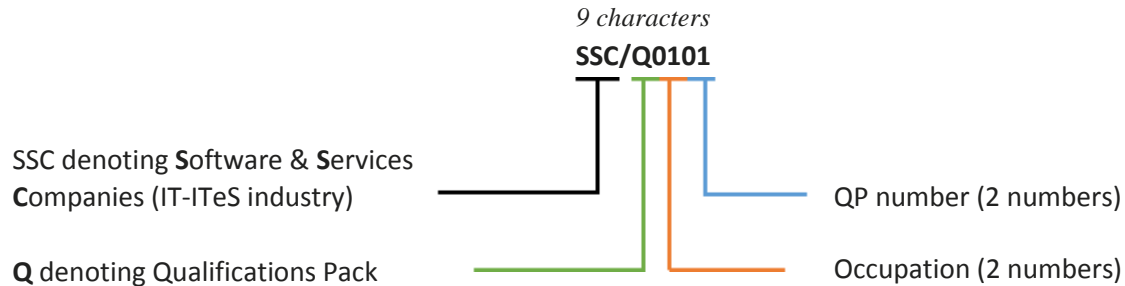 9 characters
SSC/Q0101
SSC denoting Software & Services
Companies (IT-ITeS industry)
QP number (2 numbers)
Q denoting Qualifications Pack
Occupation (2 numbers)